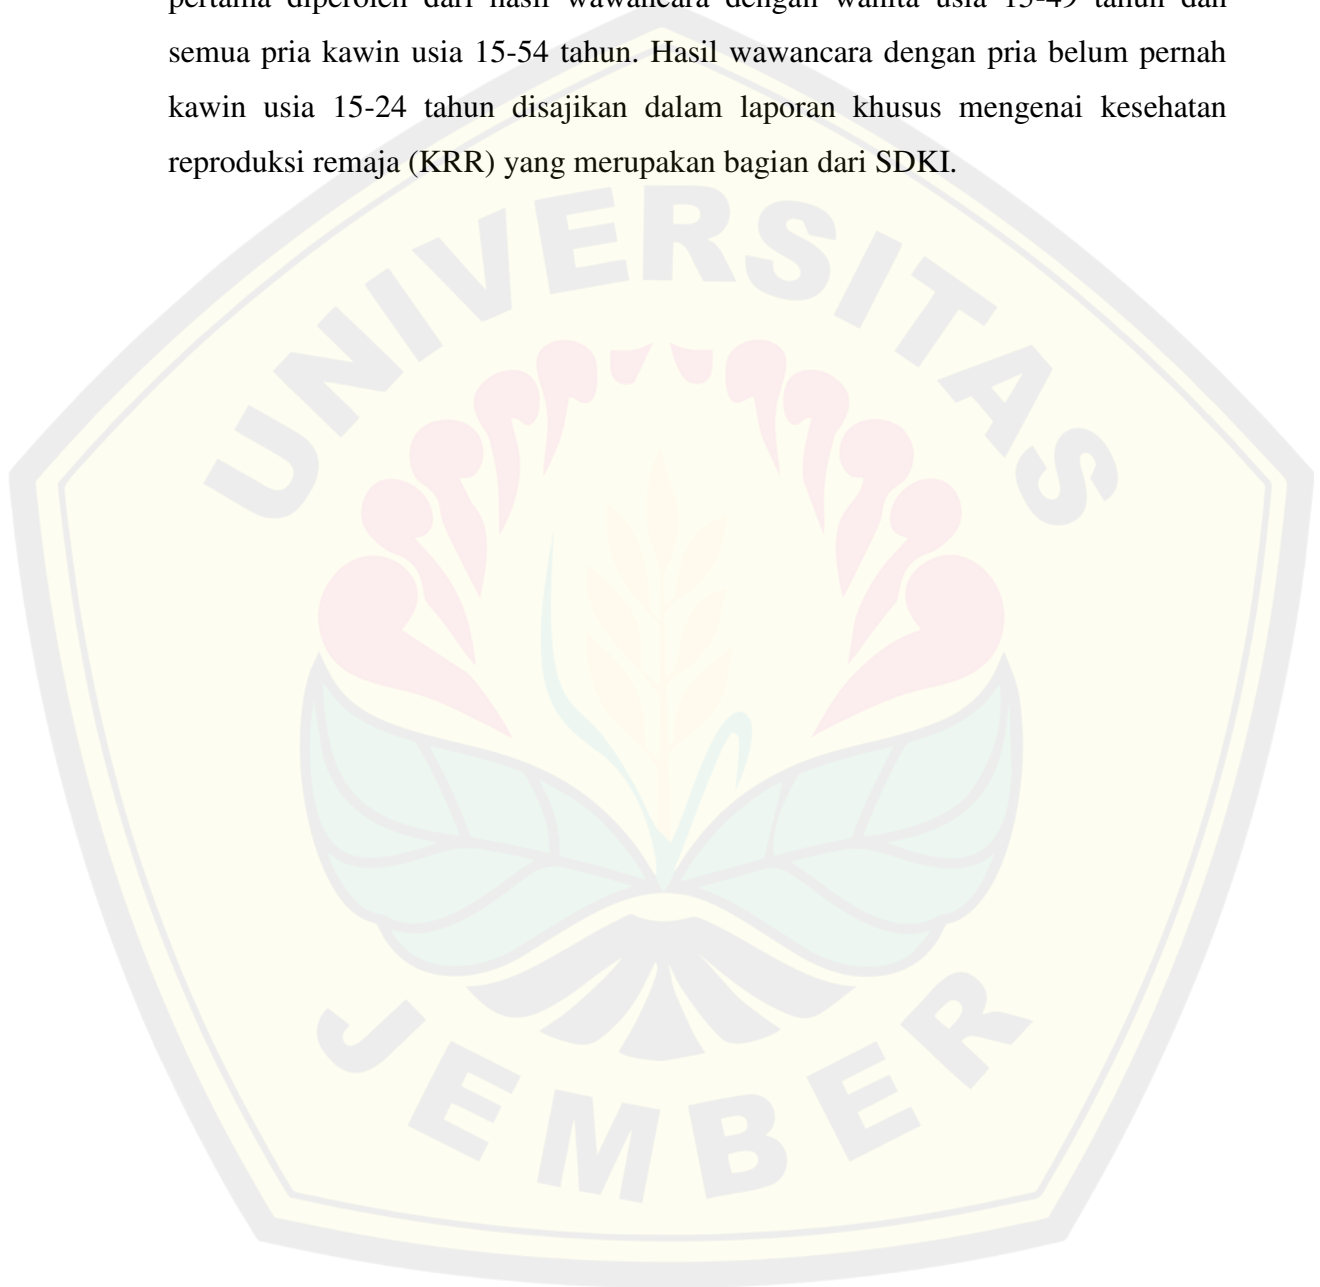 pertama diperoleh dari hasil wawancara dengan wanita usia 15-49 tahun dan
semua pria kawin usia 15-54 tahun. Hasil wawancara dengan pria belum pernah
kawin usia 15-24 tahun disajikan dalam laporan khusus mengenai kesehatan
reproduksi remaja (KRR) yang merupakan bagian dari SDKI.
UNIVERSITAS
JEMBER